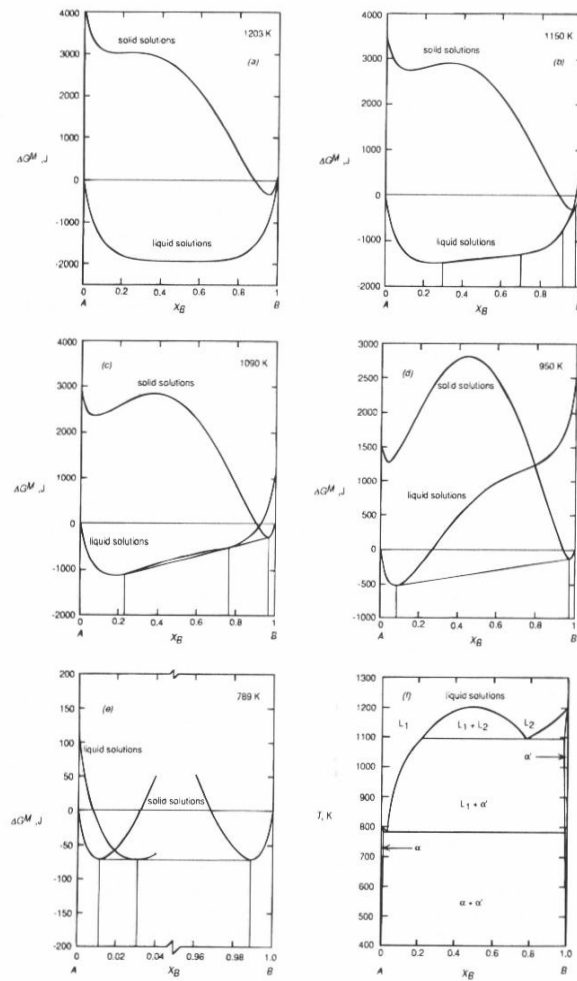 4000
3000
2000
1000
0
-1000
-2000
ΔG^M ,J
solid solutions
1203 K
(a)
liquid solutions
0 0.2 0.4 0.6 0.8 1
A X_B B
4000
3000
2000
1000
0
-1000
-2000
ΔG^M ,J
solid solutions
1150 K
(b)
liquid solutions
0 0.2 0.4 0.6 0.8 1
A X_B
4000
3000
2000
1000
0
-1000
-2000
ΔG^M ,J
(c)
1090 K
solid solutions
liquid solutions
0 0.2 0.4 0.6 0.8 1
A X_B B
3000
2500
2000
1500
1000
500
0
-500
-1000
ΔG^M ,J
(d)
950 K
solid solutions
liquid solutions
0 0.2 0.4 0.6 0.8 1
A X_B B
200
150
100
50
0
-50
-100
-150
-200
ΔG^M ,J
(e)
789 K
liquid solutions
solid solutions
0 0.02 0.04 0.96 0.98 1.0
A X_B B
1300
1200
1100
1000
900
800
700
600
500
400
T, K
(f)
liquid solutions
L₁
L₁ + L₂
L₂
α'
L₁ + α'
α
α + α'
0 0.2 0.4 0.6 0.8 1.0
A X_B B